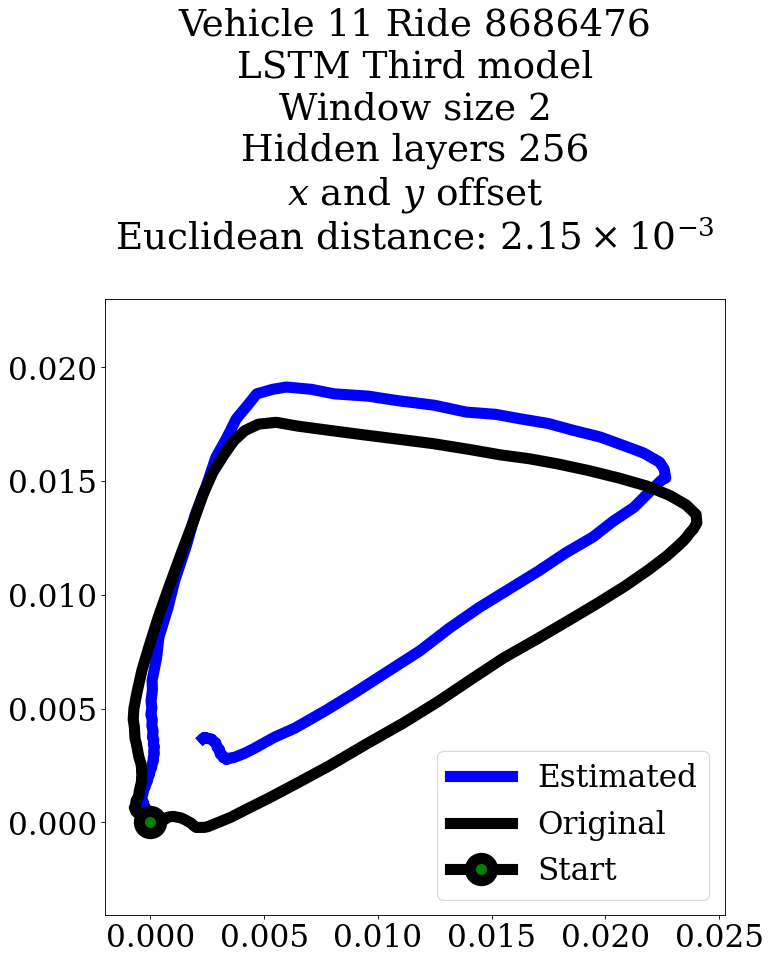 Vehicle 11 Ride 8686476
LSTM Third model
Window size 2
Hidden layers 256
x and y offset
Euclidean distance: 2.15 × 10⁻³
0.020
0.015
0.010
0.005
0.000
Estimated
Original
Start
0.000 0.005 0.010 0.015 0.020 0.025